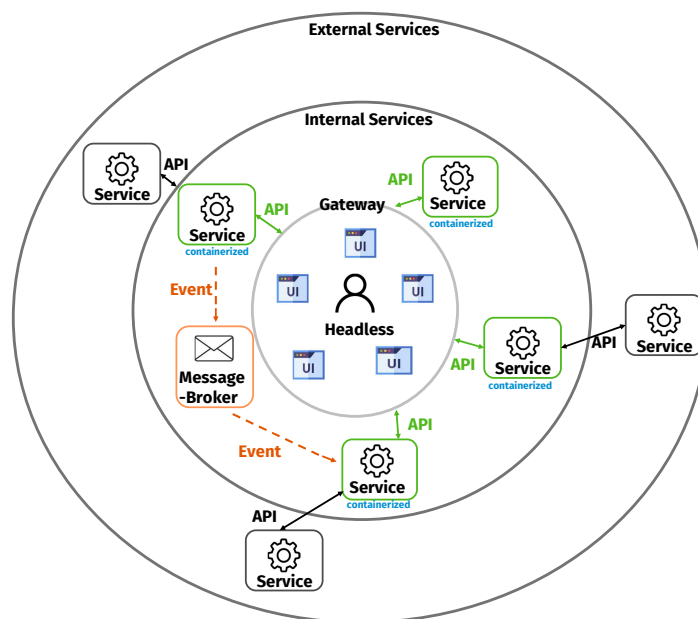 External Services
Internal Services
API
Service
Service
containerized
API
Gateway
API
Service
containerized
UI
UI
UI
Headless
UI
UI
Event
Message
-Broker
Event
API
Service
containerized
API
Service
API
Service
containerized
API
Service